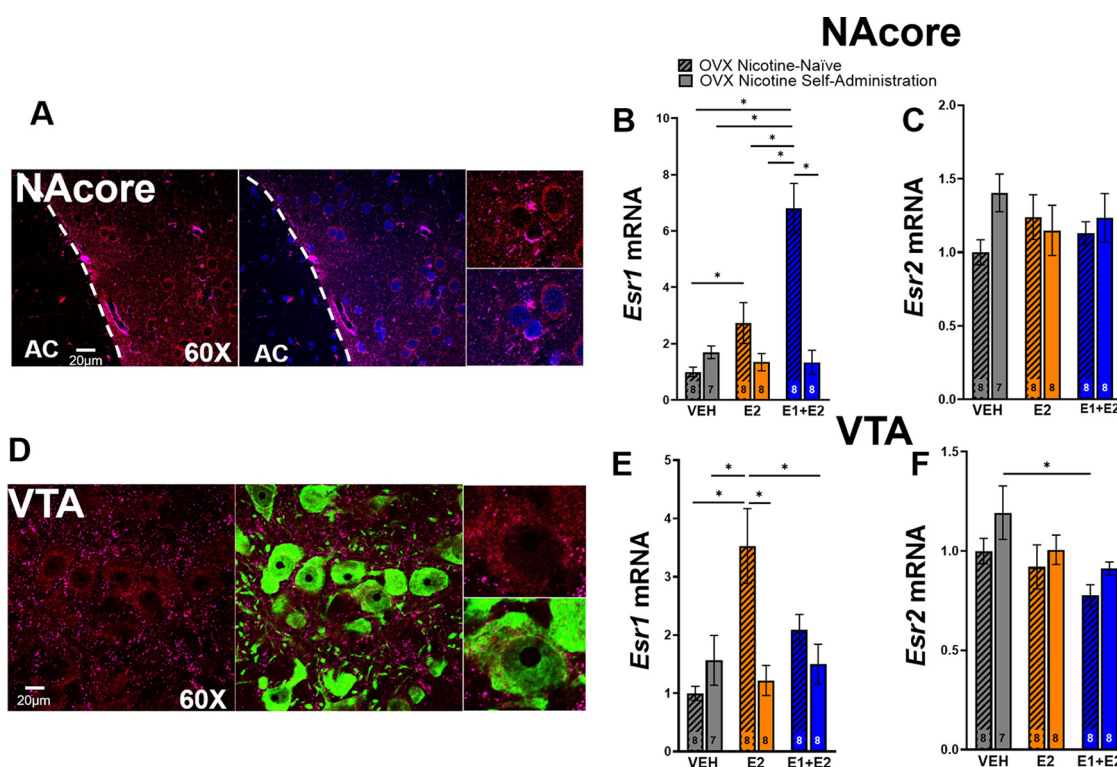 NAcore
OVX Nicotine-Naïve
OVX Nicotine Self-Administration
A
NAcore
AC
20µm
60X
AC
B
Esr1 mRNA
10
8
6
4
2
0
*
*
*
*
*
*
8
7
8
8
8
8
VEH
E2
E1+E2
C
Esr2 mRNA
2.0
1.5
1.0
0.5
0.0
8
7
8
8
8
8
VEH
E2
E1+E2
VTA
D
VTA
20µm
60X
E
Esr1 mRNA
5
4
3
2
1
0
*
*
*
*
8
7
8
8
8
8
VEH
E2
E1+E2
F
Esr2 mRNA
1.5
1.0
0.5
0.0
*
8
7
8
8
8
8
VEH
E2
E1+E2